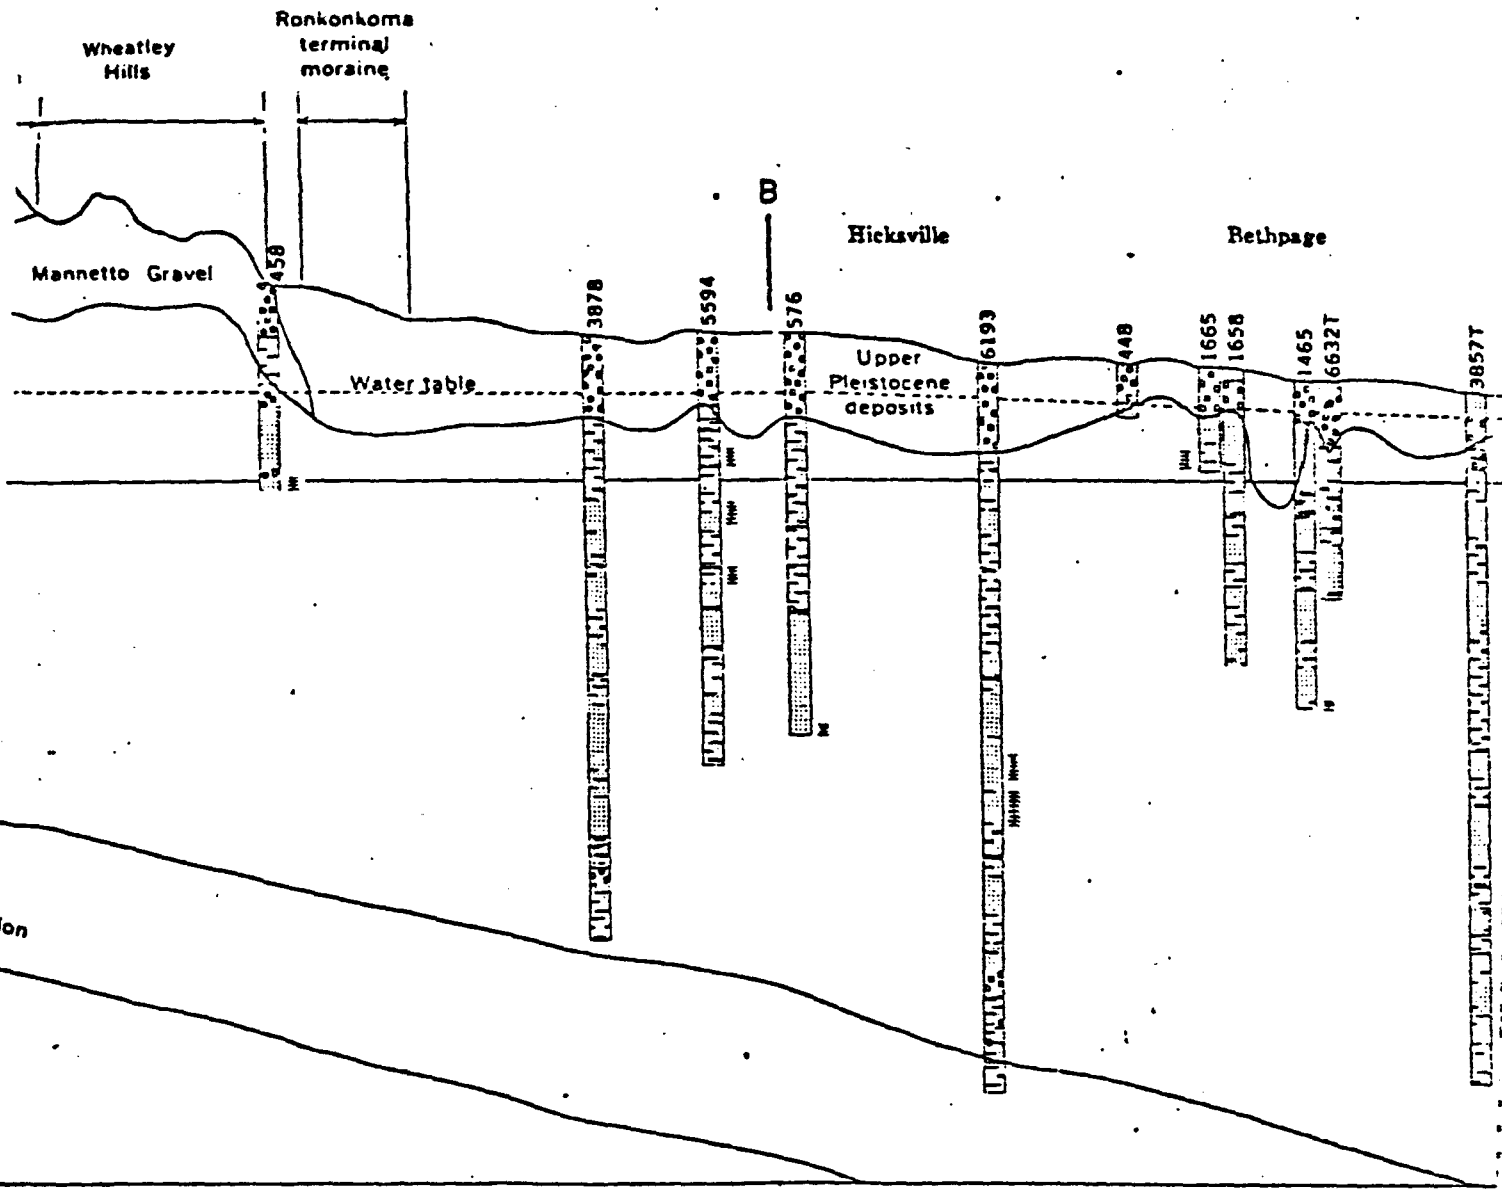 Wheatley
Hills
Ronkonkoma
terminal
moraine
B
Hicksville
Bethpage
Mannetto Gravel
458
3878
5594
576
6193
448
1665
1658
1465
6632T
3857T
Water table
Upper
Pleistocene
deposits
ion